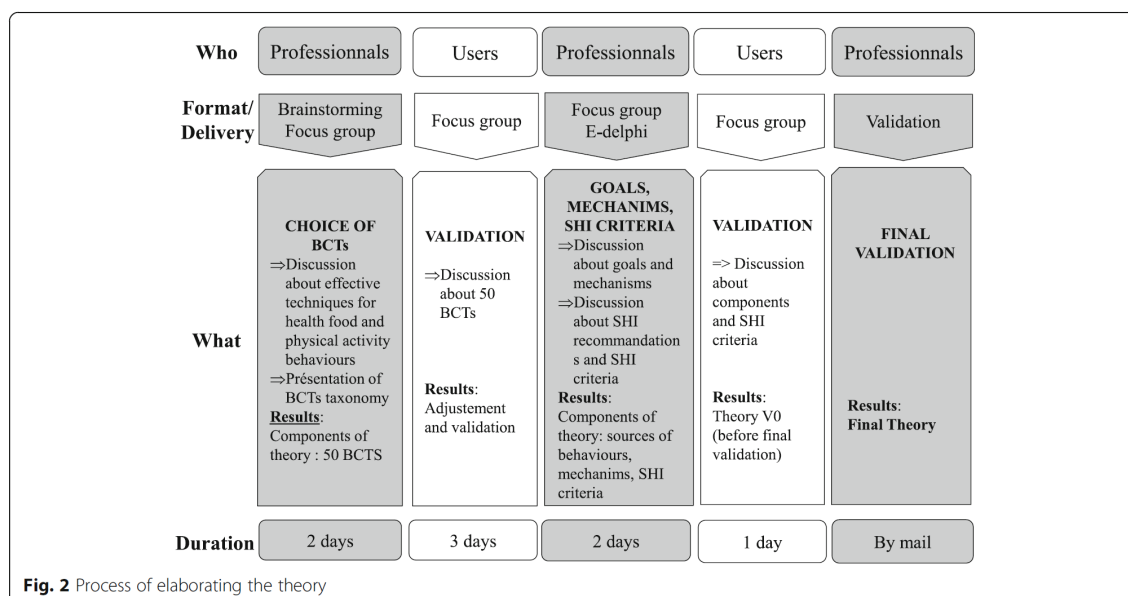 Who
Professionnals
Users
Professionnals
Users
Professionnals
Format/
Delivery
Brainstorming
Focus group
Focus group
Focus group
E-delphi
Focus group
Validation
What
CHOICE OF
BCTs
⇒Discussion
about effective
techniques for
health food and
physical activity
behaviours
⇒Présentation of
BCTs taxonomy
Results:
Components of
theory : 50 BCTS
VALIDATION
⇒Discussion
about 50
BCTs
Results:
Adjustement
and validation
GOALS,
MECHANIMS,
SHI CRITERIA
⇒Discussion
about goals and
mechanisms
⇒Discussion
about SHI
recommandation
s and SHI
criteria
Results:
Components of
theory: sources of
behaviours,
mechanims, SHI
criteria
VALIDATION
=> Discussion
about
components
and SHI
criteria
Results:
Theory V0
(before final
validation)
FINAL
VALIDATION
Results:
Final Theory
Duration
2 days
3 days
2 days
1 day
By mail
Fig. 2 Process of elaborating the theory